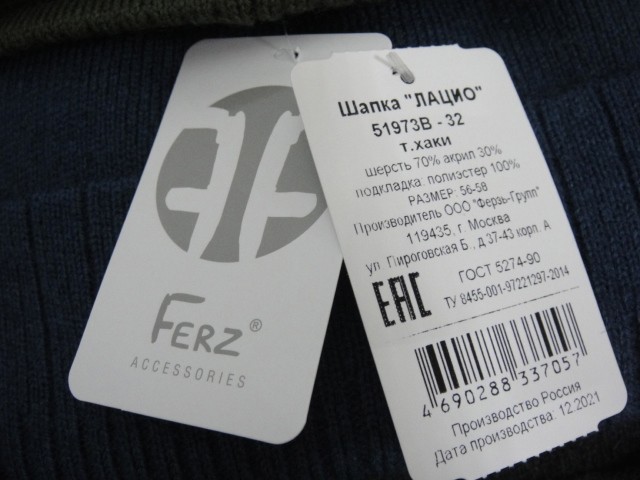 FERZ®
ACCESSORIES
Шапка "ЛАЦИО"
51973В - 32
т.хаки
шерсть 70% акрил 30%
подкладка: полиэстер 100%
РАЗМЕР: 56-58
Производитель ООО "Ферзь-Групп"
119435, г. Москва
ул. Пироговская Б., д.37-43 корп. А
ГОСТ 5274-90
ТУ 8455-001-97221297-2014
ЕАС
4 690288 337057
Производство Россия
Дата производства: 12.2021